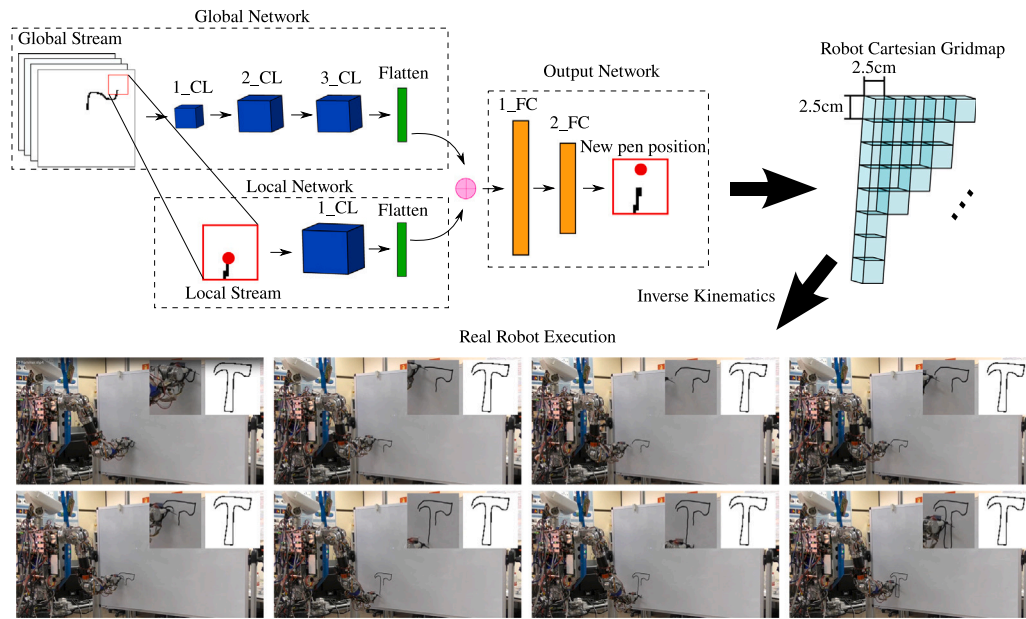 Global Network
Global Stream
1_CL
2_CL
3_CL
Flatten
Local Network
1_CL
Flatten
Local Stream
Output Network
1_FC
2_FC
New pen position
Robot Cartesian Gridmap
2.5cm
2.5cm
Inverse Kinematics
Real Robot Execution